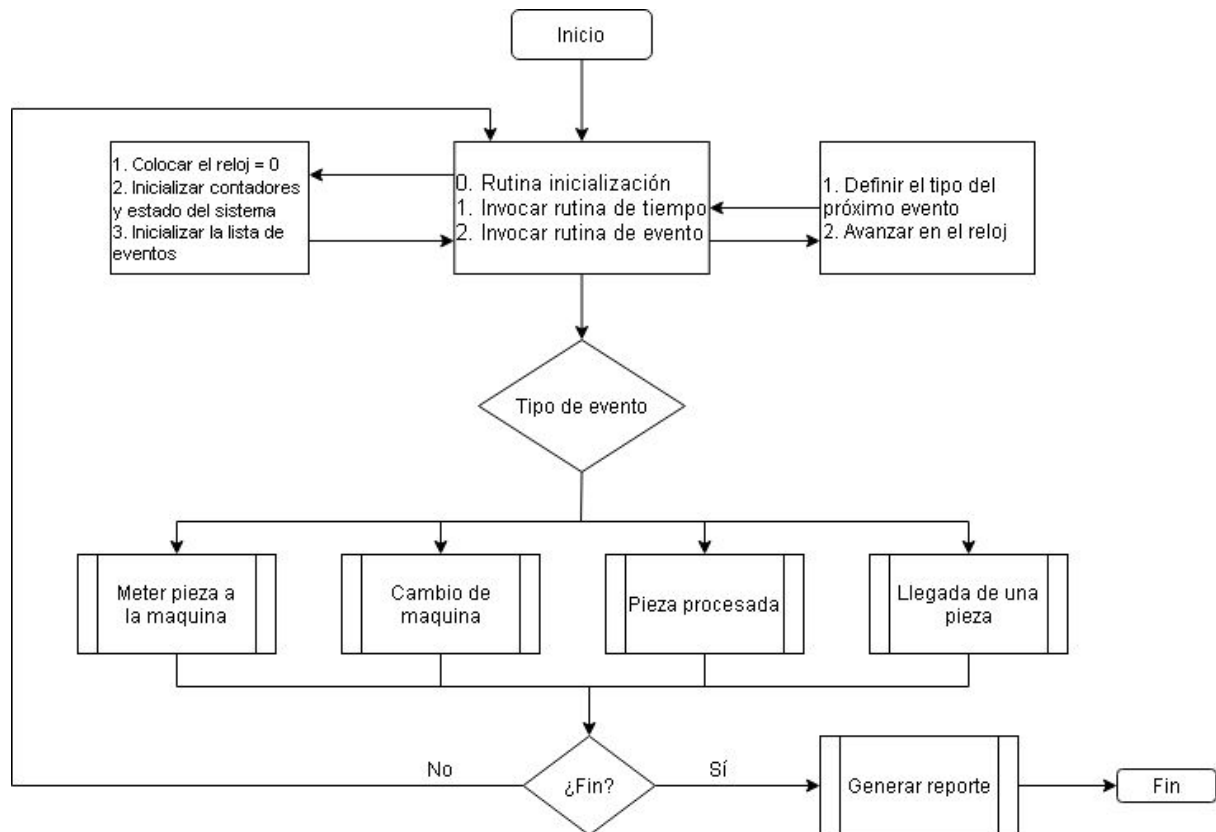 Inicio
1. Colocar el reloj = 0
2. Inicializar contadores
y estado del sistema
3. Inicializar la lista de
eventos
0. Rutina inicialización
1. Invocar rutina de tiempo
2. Invocar rutina de evento
1. Definir el tipo del
próximo evento
2. Avanzar en el reloj
Tipo de evento
Meter pieza a
la maquina
Cambio de
maquina
Pieza procesada
Llegada de una
pieza
No
¿Fin?
Sí
Generar reporte
Fin